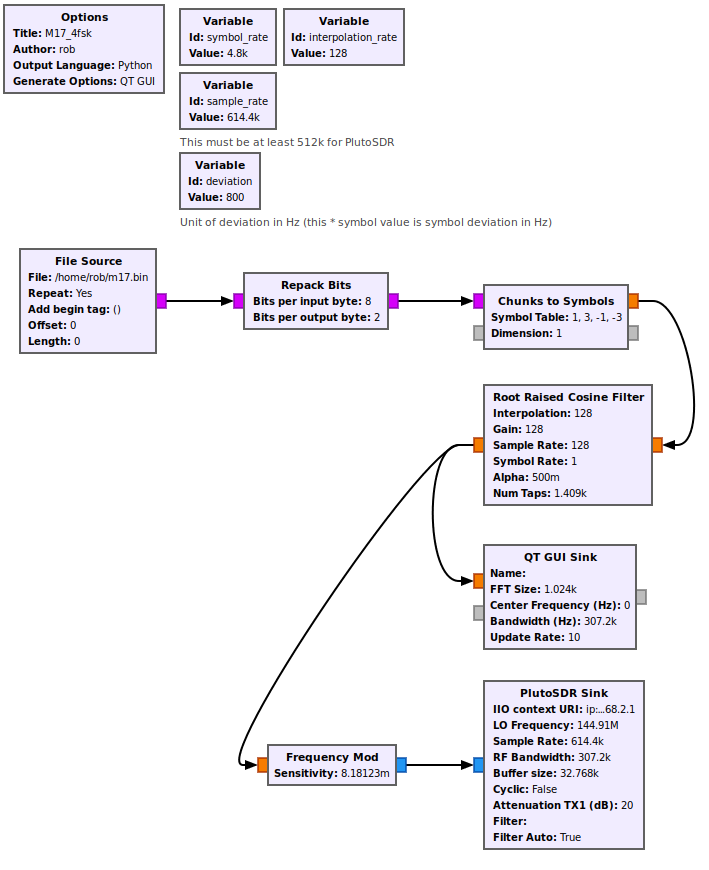 Options
Title: M17_4fsk
Author: rob
Output Language: Python
Generate Options: QT GUI
Variable
Id: symbol_rate
Value: 4.8k
Variable
Id: interpolation_rate
Value: 128
Variable
Id: sample_rate
Value: 614.4k
This must be at least 512k for PlutoSDR
Variable
Id: deviation
Value: 800
Unit of deviation in Hz (this * symbol value is symbol deviation in Hz)
File Source
File: /home/rob/m17.bin
Repeat: Yes
Add begin tag: ()
Offset: 0
Length: 0
Repack Bits
Bits per input byte: 8
Bits per output byte: 2
Chunks to Symbols
Symbol Table: 1, 3, -1, -3
Dimension: 1
Root Raised Cosine Filter
Interpolation: 128
Gain: 128
Sample Rate: 128
Symbol Rate: 1
Alpha: 500m
Num Taps: 1.409k
QT GUI Sink
Name:
FFT Size: 1.024k
Center Frequency (Hz): 0
Bandwidth (Hz): 307.2k
Update Rate: 10
Frequency Mod
Sensitivity: 8.18123m
PlutoSDR Sink
IIO context URI: ip:...68.2.1
LO Frequency: 144.91M
Sample Rate: 614.4k
RF Bandwidth: 307.2k
Buffer size: 32.768k
Cyclic: False
Attenuation TX1 (dB): 20
Filter:
Filter Auto: True